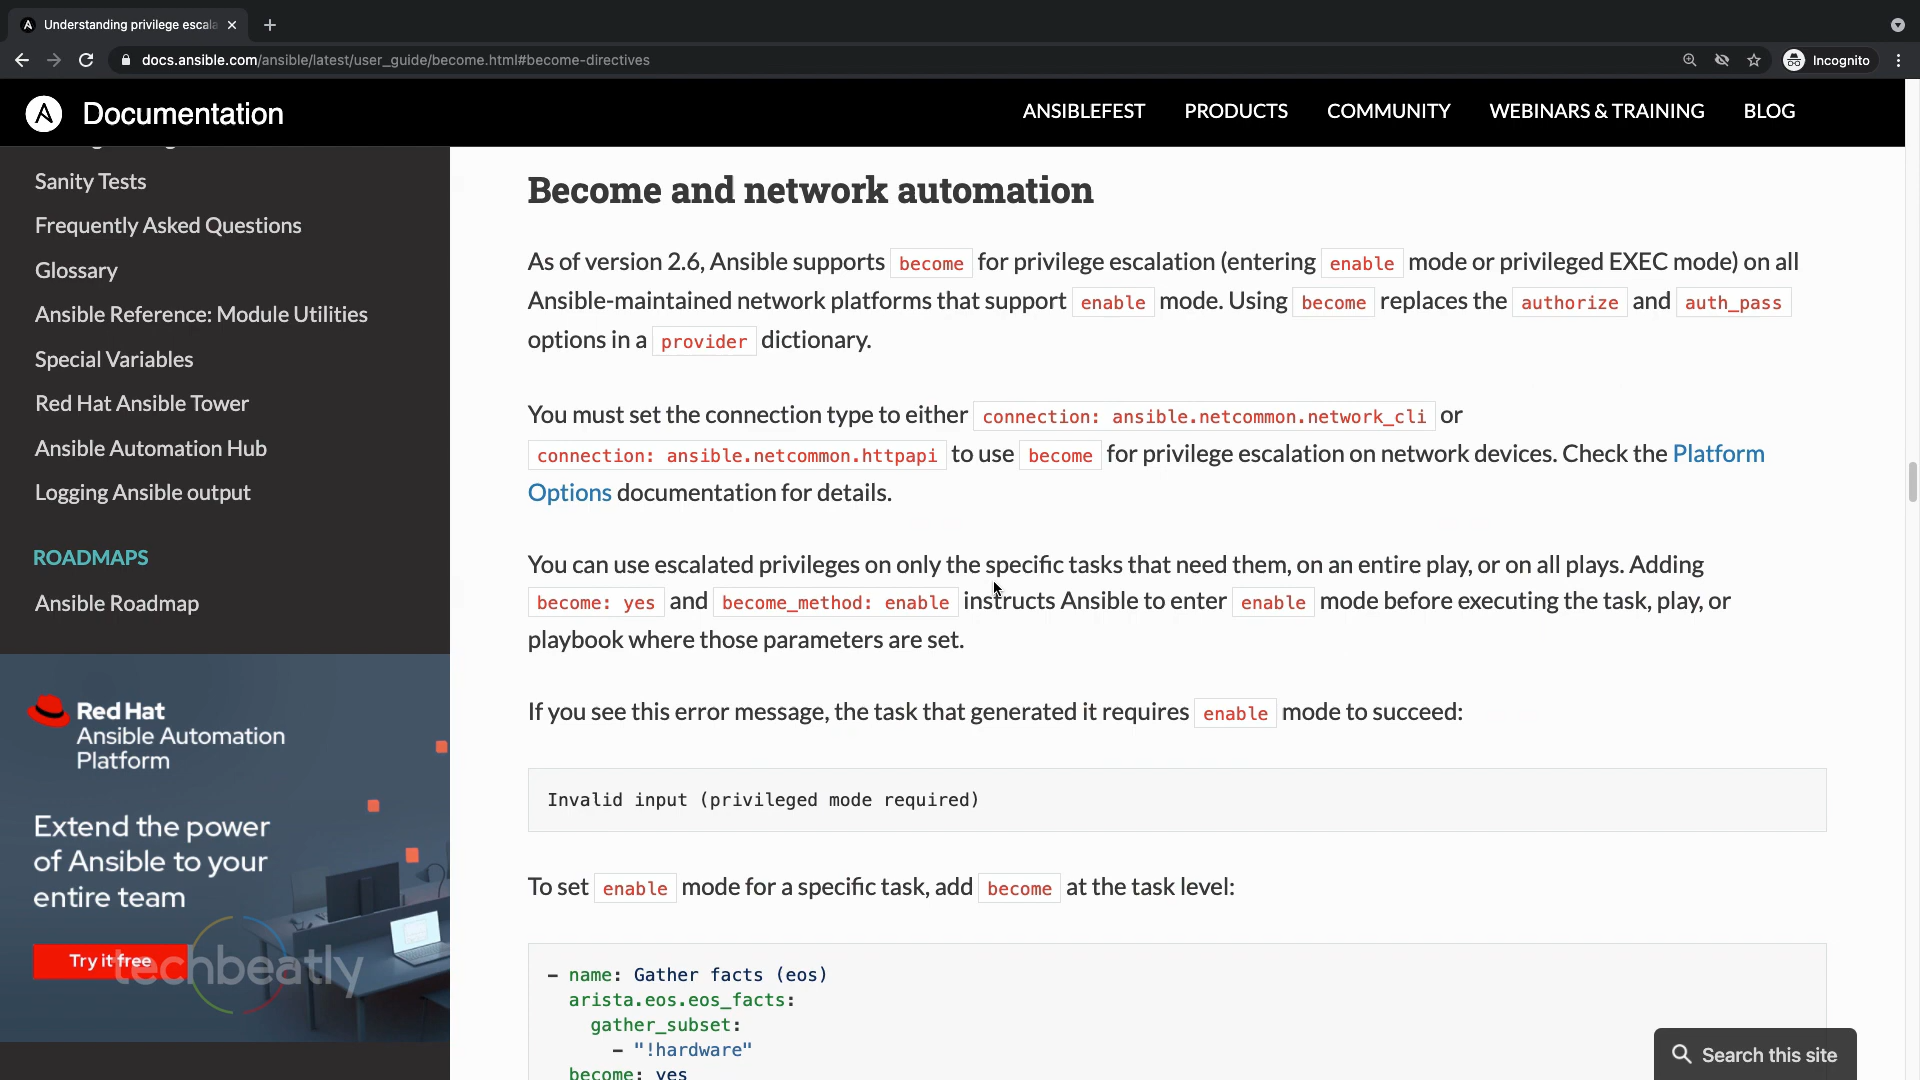 Understanding privilege escala
docs.ansible.com/ansible/latest/user_guide/become.html#become-directives
Incognito
Documentation
ANSIBLEFEST
PRODUCTS
COMMUNITY
WEBINARS & TRAINING
BLOG
Sanity Tests
Frequently Asked Questions
Glossary
Ansible Reference: Module Utilities
Special Variables
Red Hat Ansible Tower
Ansible Automation Hub
Logging Ansible output
ROADMAPS
Ansible Roadmap
Red Hat
Ansible Automation
Platform
Extend the power
of Ansible to your
entire team
Try it free
techbeatly
Become and network automation
As of version 2.6, Ansible supports become for privilege escalation (entering enable mode or privileged EXEC mode) on all
Ansible-maintained network platforms that support enable mode. Using become replaces the authorize and auth_pass
options in a provider dictionary.
You must set the connection type to either connection: ansible.netcommon.network_cli or
connection: ansible.netcommon.httpapi to use become for privilege escalation on network devices. Check the Platform
Options documentation for details.
You can use escalated privileges on only the specific tasks that need them, on an entire play, or on all plays. Adding
become: yes and become_method: enable instructs Ansible to enter enable mode before executing the task, play, or
playbook where those parameters are set.
If you see this error message, the task that generated it requires enable mode to succeed:
Invalid input (privileged mode required)
To set enable mode for a specific task, add become at the task level:
- name: Gather facts (eos)
arista.eos.eos_facts:
gather_subset:
- "!hardware"
become: yes
Search this site